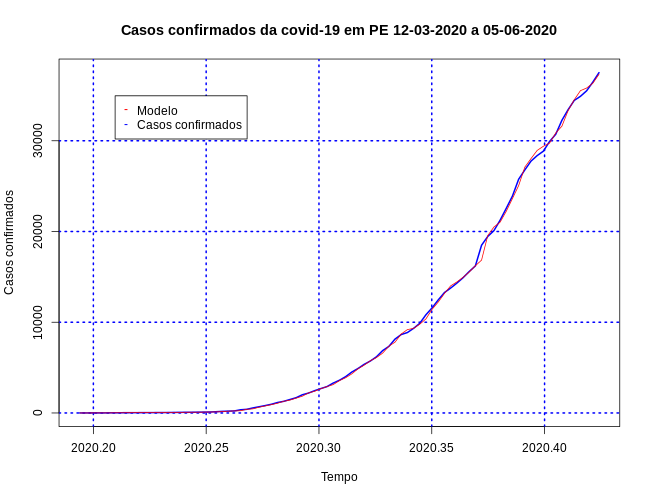 Casos confirmados da covid-19 em PE 12-03-2020 a 05-06-2020
- Modelo
- Casos confirmados
Casos confirmados
30000
20000
10000
0
2020.20 2020.25 2020.30 2020.35 2020.40
Tempo